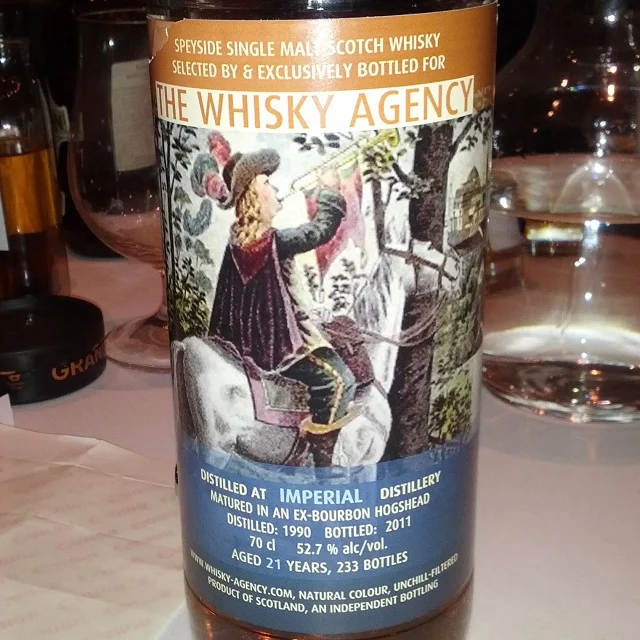 SPEYSIDE SINGLE MALT SCOTCH WHISKY
SELECTED BY & EXCLUSIVELY BOTTLED FOR
THE WHISKY AGENCY
DISTILLED AT IMPERIAL DISTILLERY
MATURED IN AN EX-BOURBON HOGSHEAD
DISTILLED: 1990 BOTTLED: 2011
70 cl 52.7 % alc/vol.
AGED 21 YEARS, 233 BOTTLES
WWW.WHISKY-AGENCY.COM, NATURAL COLOUR, UNCHILL-FILTERED
PRODUCT OF SCOTLAND, AN INDEPENDENT BOTTLING